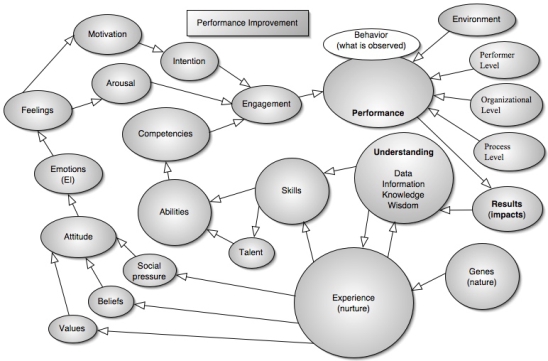 Performance Improvement
Environment
Motivation
Behavior
(what is observed)
Intention
Performer
Level
Arousal
Feelings
Engagement
Organizational
Level
Performance
Competencies
Process
Level
Understanding
Data
Information
Knowledge
Wisdom
Emotions
(EI)
Skills
Abilities
Results
(impacts)
Attitude
Talent
Social
pressure
Genes
(nature)
Experience
(nurture)
Beliefs
Values